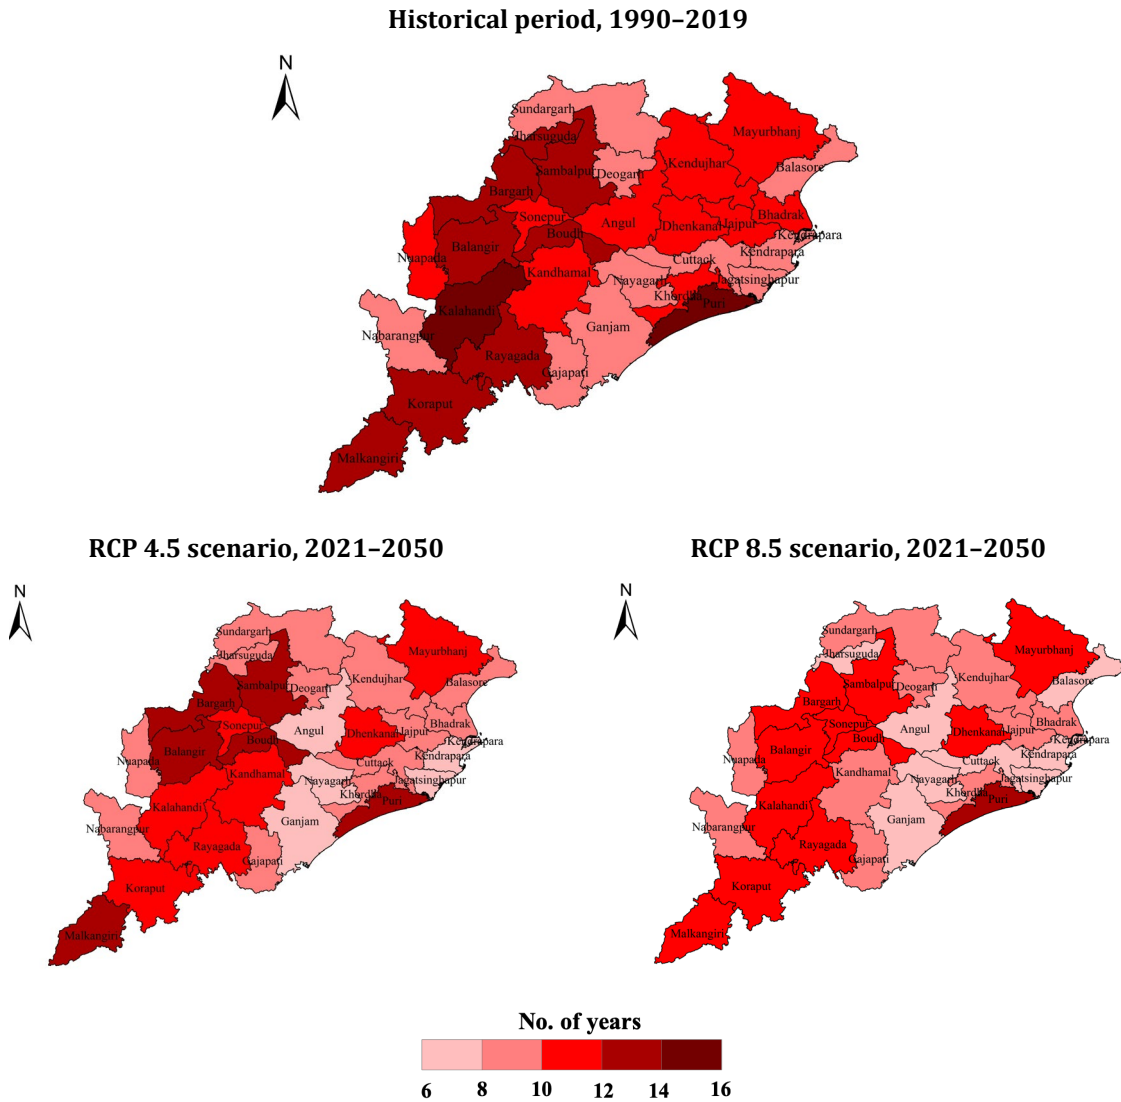 Historical period, 1990–2019
N
Sundargarh
Jharsuguda
Mayurbhanj
Kendujhar
Balasore
Sambalpur
Deogarh
Bargarh
Sonepur
Angul
Dhenkanal
Jajpur
Bhadrak
Boudh
Kendrapara
Balangir
Nuapada
Cuttack
Kendrapara
Kandhamal
Nayagarh
Jagatsinghapur
Khordha
Puri
Kalahandi
Ganjam
Nabarangpur
Rayagada
Gajapati
Koraput
Malkangiri
RCP 4.5 scenario, 2021–2050
N
Sundargarh
Jharsuguda
Mayurbhanj
Kendujhar
Balasore
Sambalpur
Deogarh
Bargarh
Sonepur
Angul
Dhenkanal
Jajpur
Bhadrak
Boudh
Kendrapara
Balangir
Nuapada
Cuttack
Kendrapara
Kandhamal
Nayagarh
Jagatsinghapur
Khordha
Puri
Kalahandi
Ganjam
Nabarangpur
Rayagada
Gajapati
Koraput
Malkangiri
RCP 8.5 scenario, 2021–2050
N
Sundargarh
Jharsuguda
Mayurbhanj
Kendujhar
Balasore
Sambalpur
Deogarh
Bargarh
Sonepur
Angul
Dhenkanal
Jajpur
Bhadrak
Boudh
Kendrapara
Balangir
Nuapada
Cuttack
Kendrapara
Kandhamal
Nayagarh
Jagatsinghapur
Khordha
Puri
Kalahandi
Ganjam
Nabarangpur
Rayagada
Gajapati
Koraput
Malkangiri
No. of years
6 8 10 12 14 16